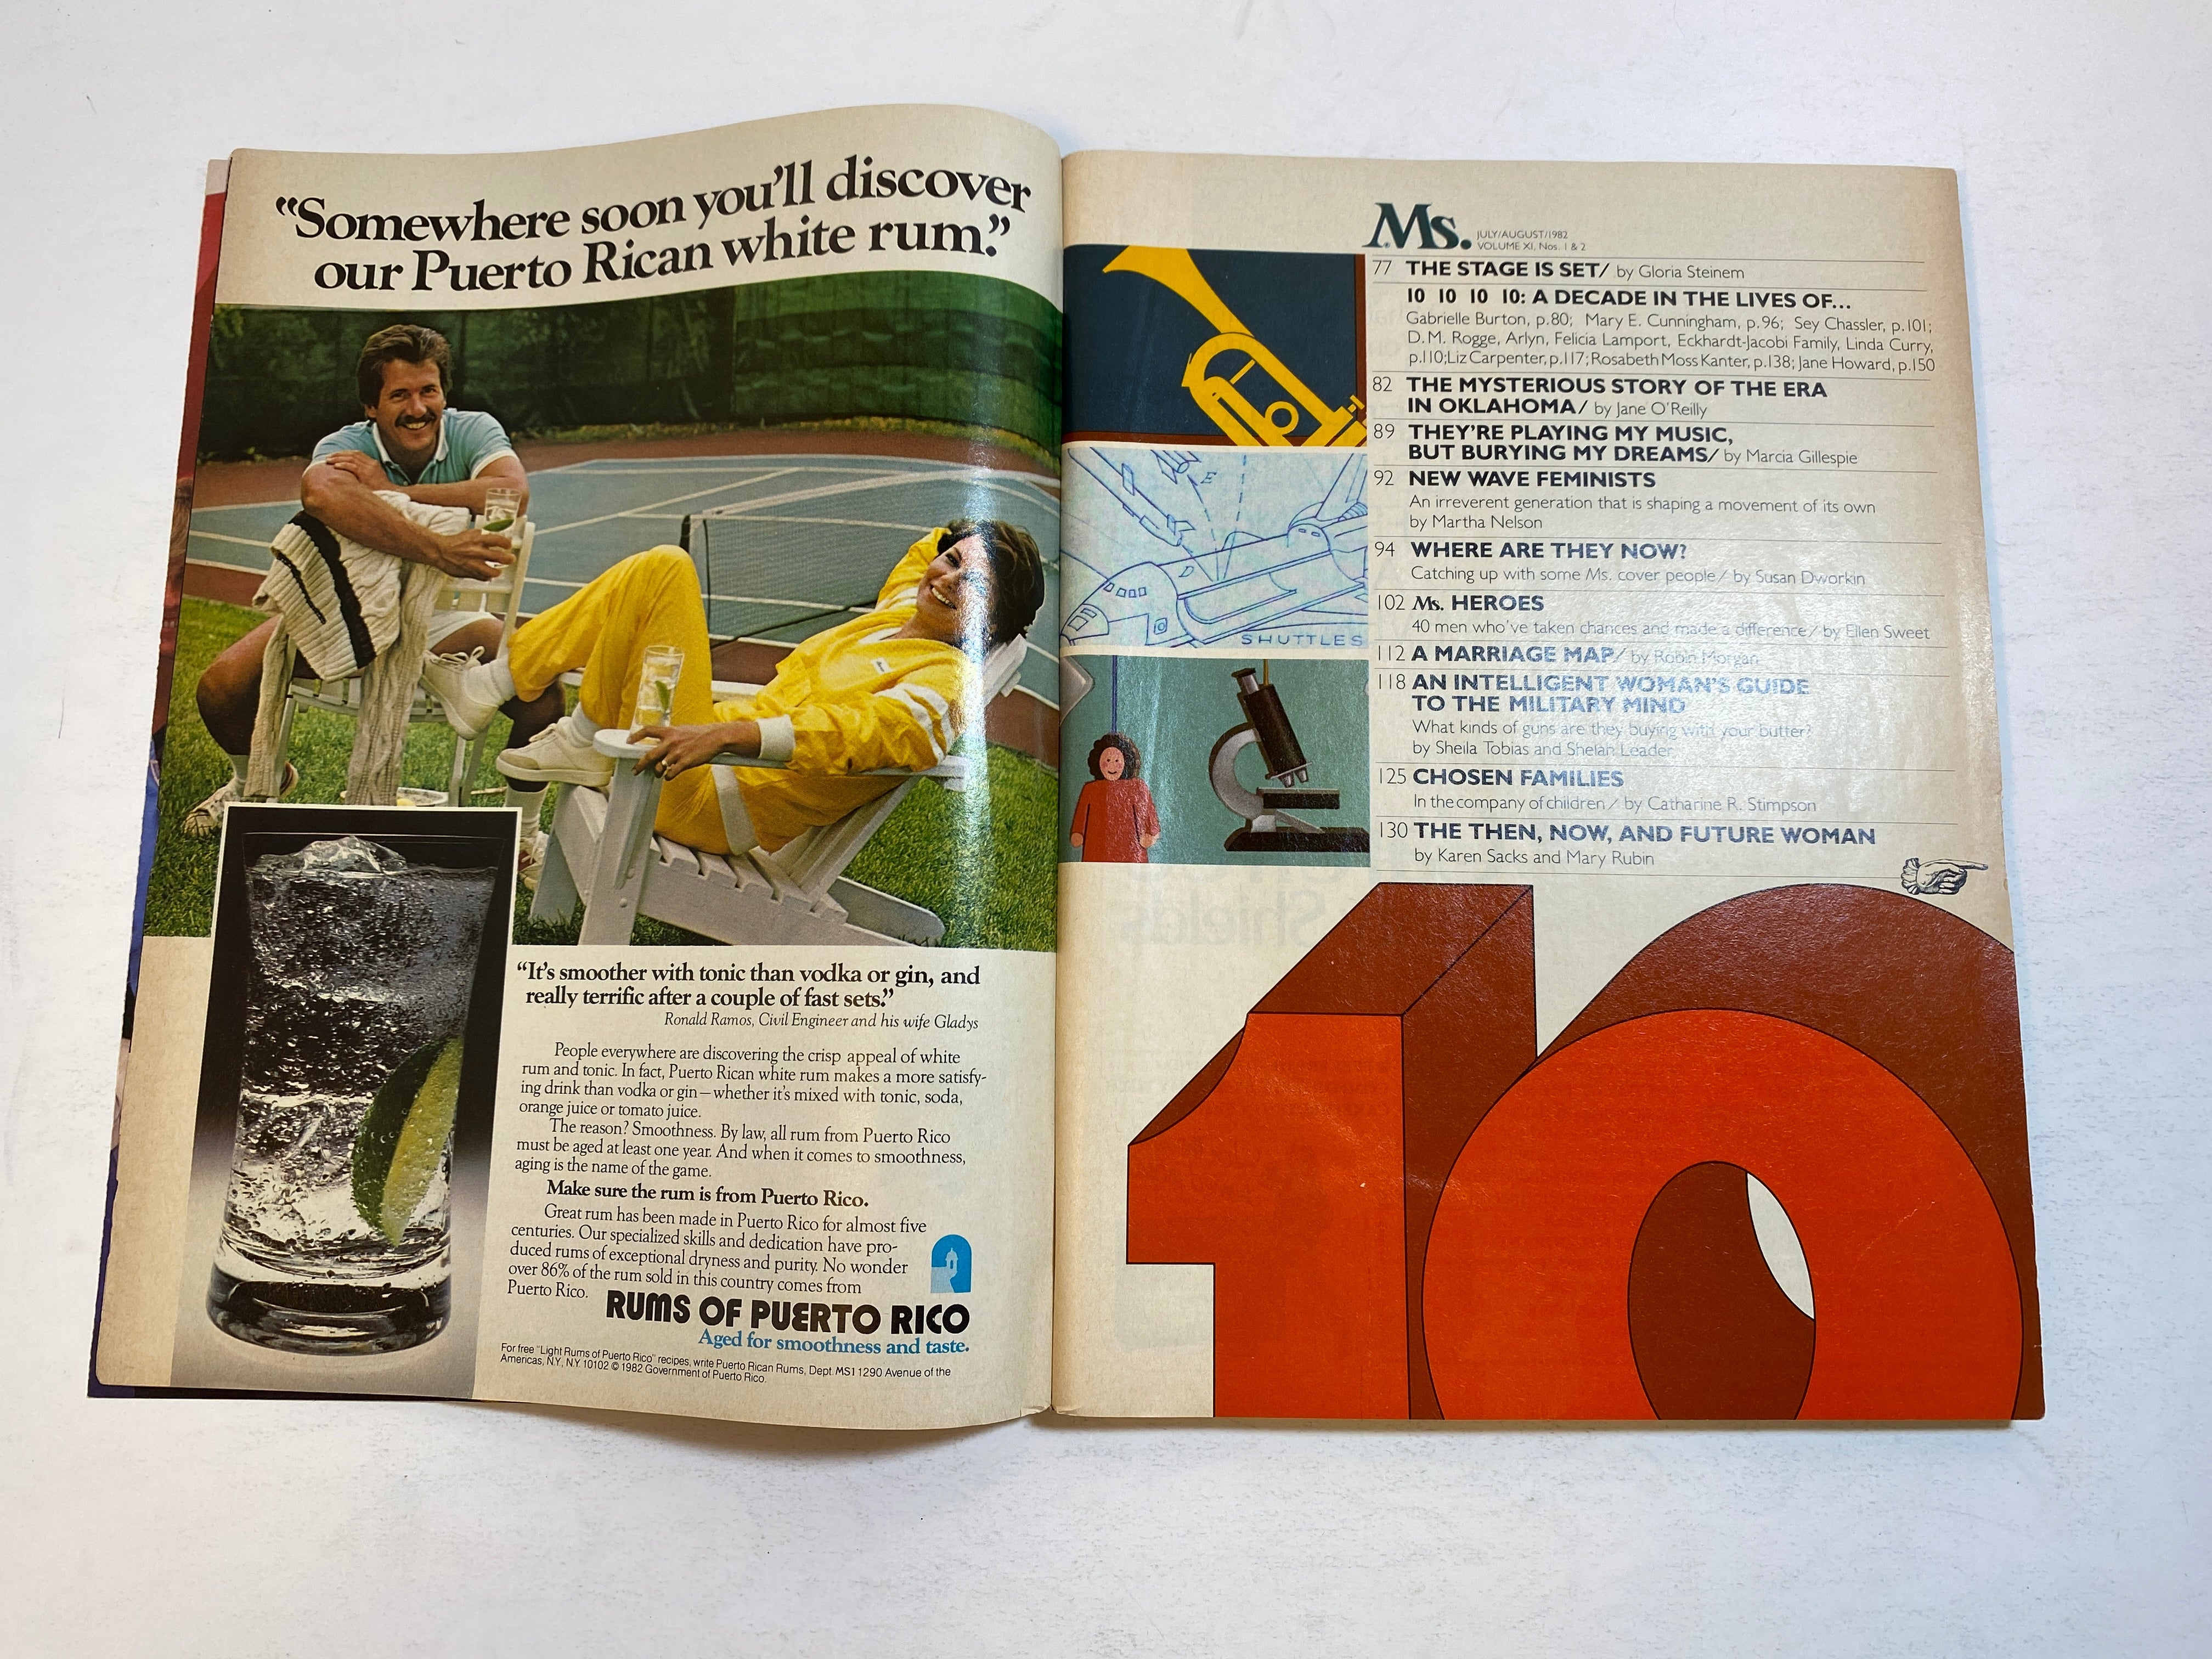 “Somewhere soon you’ll discover
our Puerto Rican white rum.”
“It’s smoother with tonic than vodka or gin, and
really terrific after a couple of fast sets.”
Ronald Ramos, Civil Engineer and his wife Gladys
People everywhere are discovering the crisp appeal of white
rum and tonic. In fact, Puerto Rican white rum makes a more satisfy-
ing drink than vodka or gin—whether it’s mixed with tonic, soda,
orange juice or tomato juice.
The reason? Smoothness. By law, all rum from Puerto Rico
must be aged at least one year. And when it comes to smoothness,
aging is the name of the game.
Make sure the rum is from Puerto Rico.
Great rum has been made in Puerto Rico for almost five
centuries. Our specialized skills and dedication have pro-
duced rums of exceptional dryness and purity. No wonder
over 86% of the rum sold in this country comes from
Puerto Rico.
RUMS OF PUERTO RICO
Aged for smoothness and taste.
For free “Light Rums of Puerto Rico” recipes, write Puerto Rican Rums, Dept. MS1 1290 Avenue of the
Americas, N.Y., N.Y. 10102 © 1982 Government of Puerto Rico.
Ms. JULY/AUGUST/1982
VOLUME XI, Nos. 1 & 2
77 THE STAGE IS SET/ by Gloria Steinem
10 10 10 10: A DECADE IN THE LIVES OF...
Gabrielle Burton, p.80; Mary E. Cunningham, p.96; Sey Chassler, p.101;
D.M. Rogge, Arlyn, Felicia Lamport, Eckhardt-Jacobi Family, Linda Curry,
p.110; Liz Carpenter, p.117; Rosabeth Moss Kanter, p.138; Jane Howard, p.150
82 THE MYSTERIOUS STORY OF THE ERA
IN OKLAHOMA/ by Jane O’Reilly
89 THEY’RE PLAYING MY MUSIC,
BUT BURYING MY DREAMS/ by Marcia Gillespie
92 NEW WAVE FEMINISTS
An irreverent generation that is shaping a movement of its own
by Martha Nelson
94 WHERE ARE THEY NOW?
Catching up with some Ms. cover people/ by Susan Dworkin
102 Ms. HEROES
40 men who’ve taken chances and made a difference/ by Ellen Sweet
112 A MARRIAGE MAP/ by Robin Morgan
118 AN INTELLIGENT WOMAN’S GUIDE
TO THE MILITARY MIND
What kinds of guns are they buying with your butter?
by Sheila Tobias and Shelah Leader
125 CHOSEN FAMILIES
In the company of children/ by Catharine R. Stimpson
130 THE THEN, NOW, AND FUTURE WOMAN
by Karen Sacks and Mary Rubin
E
D
SHUTTLES
10